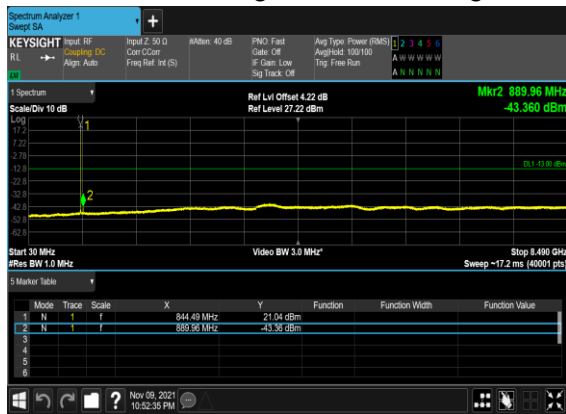 Spectrum Analyzer 1
Swept SA
+
KEYSIGHT Input: RF Input Z: 50 Ω #Atten: 40 dB PNO: Fast Avg Type: Power (RMS) 1 2 3 4 5 6
RL Coupling: DC Corr CCorr Gate: Off Avg|Hold: 100/100 A W W W W W
Align: Auto Freq Ref: Int (S) IF Gain: Low Trig: Free Run
Sig Track: Off A N N N N N
1 Spectrum Ref Lvl Offset 4.22 dB Mkr2 889.96 MHz
Scale/Div 10 dB Ref Level 27.22 dBm -43.360 dBm
Log
17.2
1
7.22
-2.78
-12.8 DL1 -13.00 dBm
-22.8
-32.8
2
-42.8
-52.8
-62.8
Start 30 MHz Video BW 3.0 MHz* Stop 8.490 GHz
#Res BW 1.0 MHz Sweep ~17.2 ms (40001 pts)
5 Marker Table
Mode Trace Scale X Y Function Function Width Function Value
1 N 1 f 844.49 MHz 21.04 dBm
2 N 1 f 889.96 MHz -43.36 dBm
3
4
5
6
? Nov 09, 2021
10:52:35 PM